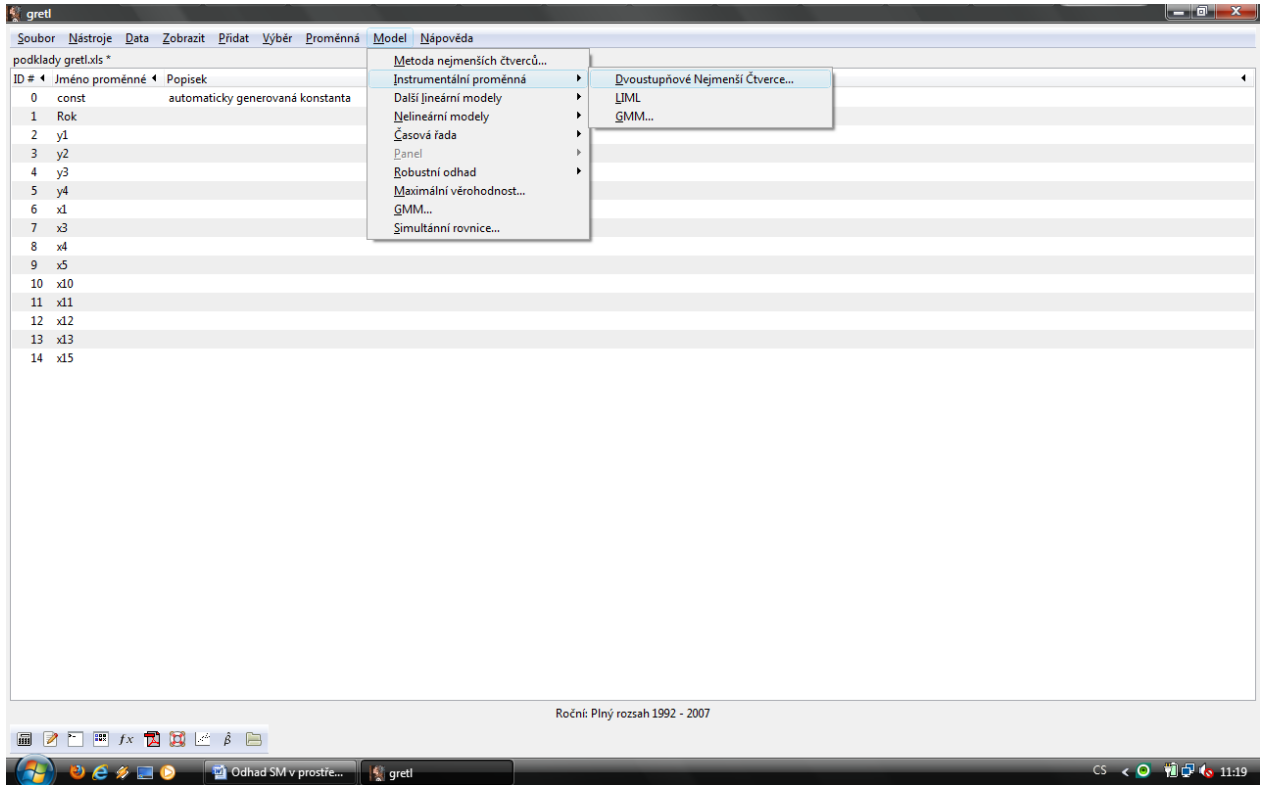 gretl
Soubor Nástroje Data Zobrazit Přidat Výběr Proměnná Model Nápověda
podklady gretl.xls *
ID # Jméno proměnné Popisek
0 const automaticky generovaná konstanta
1 Rok
2 y1
3 y2
4 y3
5 y4
6 x1
7 x3
8 x4
9 x5
10 x10
11 x11
12 x12
13 x13
14 x15
Metoda nejmenších čtverců...
Instrumentální proměnná
Další lineární modely
Nelineární modely
Časová řada
Panel
Robustní odhad
Maximální věrohodnost...
GMM...
Simultánní rovnice...
Dvoustupňové Nejmenší Čtverce...
LIML
GMM...
Roční: Plný rozsah 1992 - 2007
fx β̂
Odhad SM v prostře... gretl CS 11:19